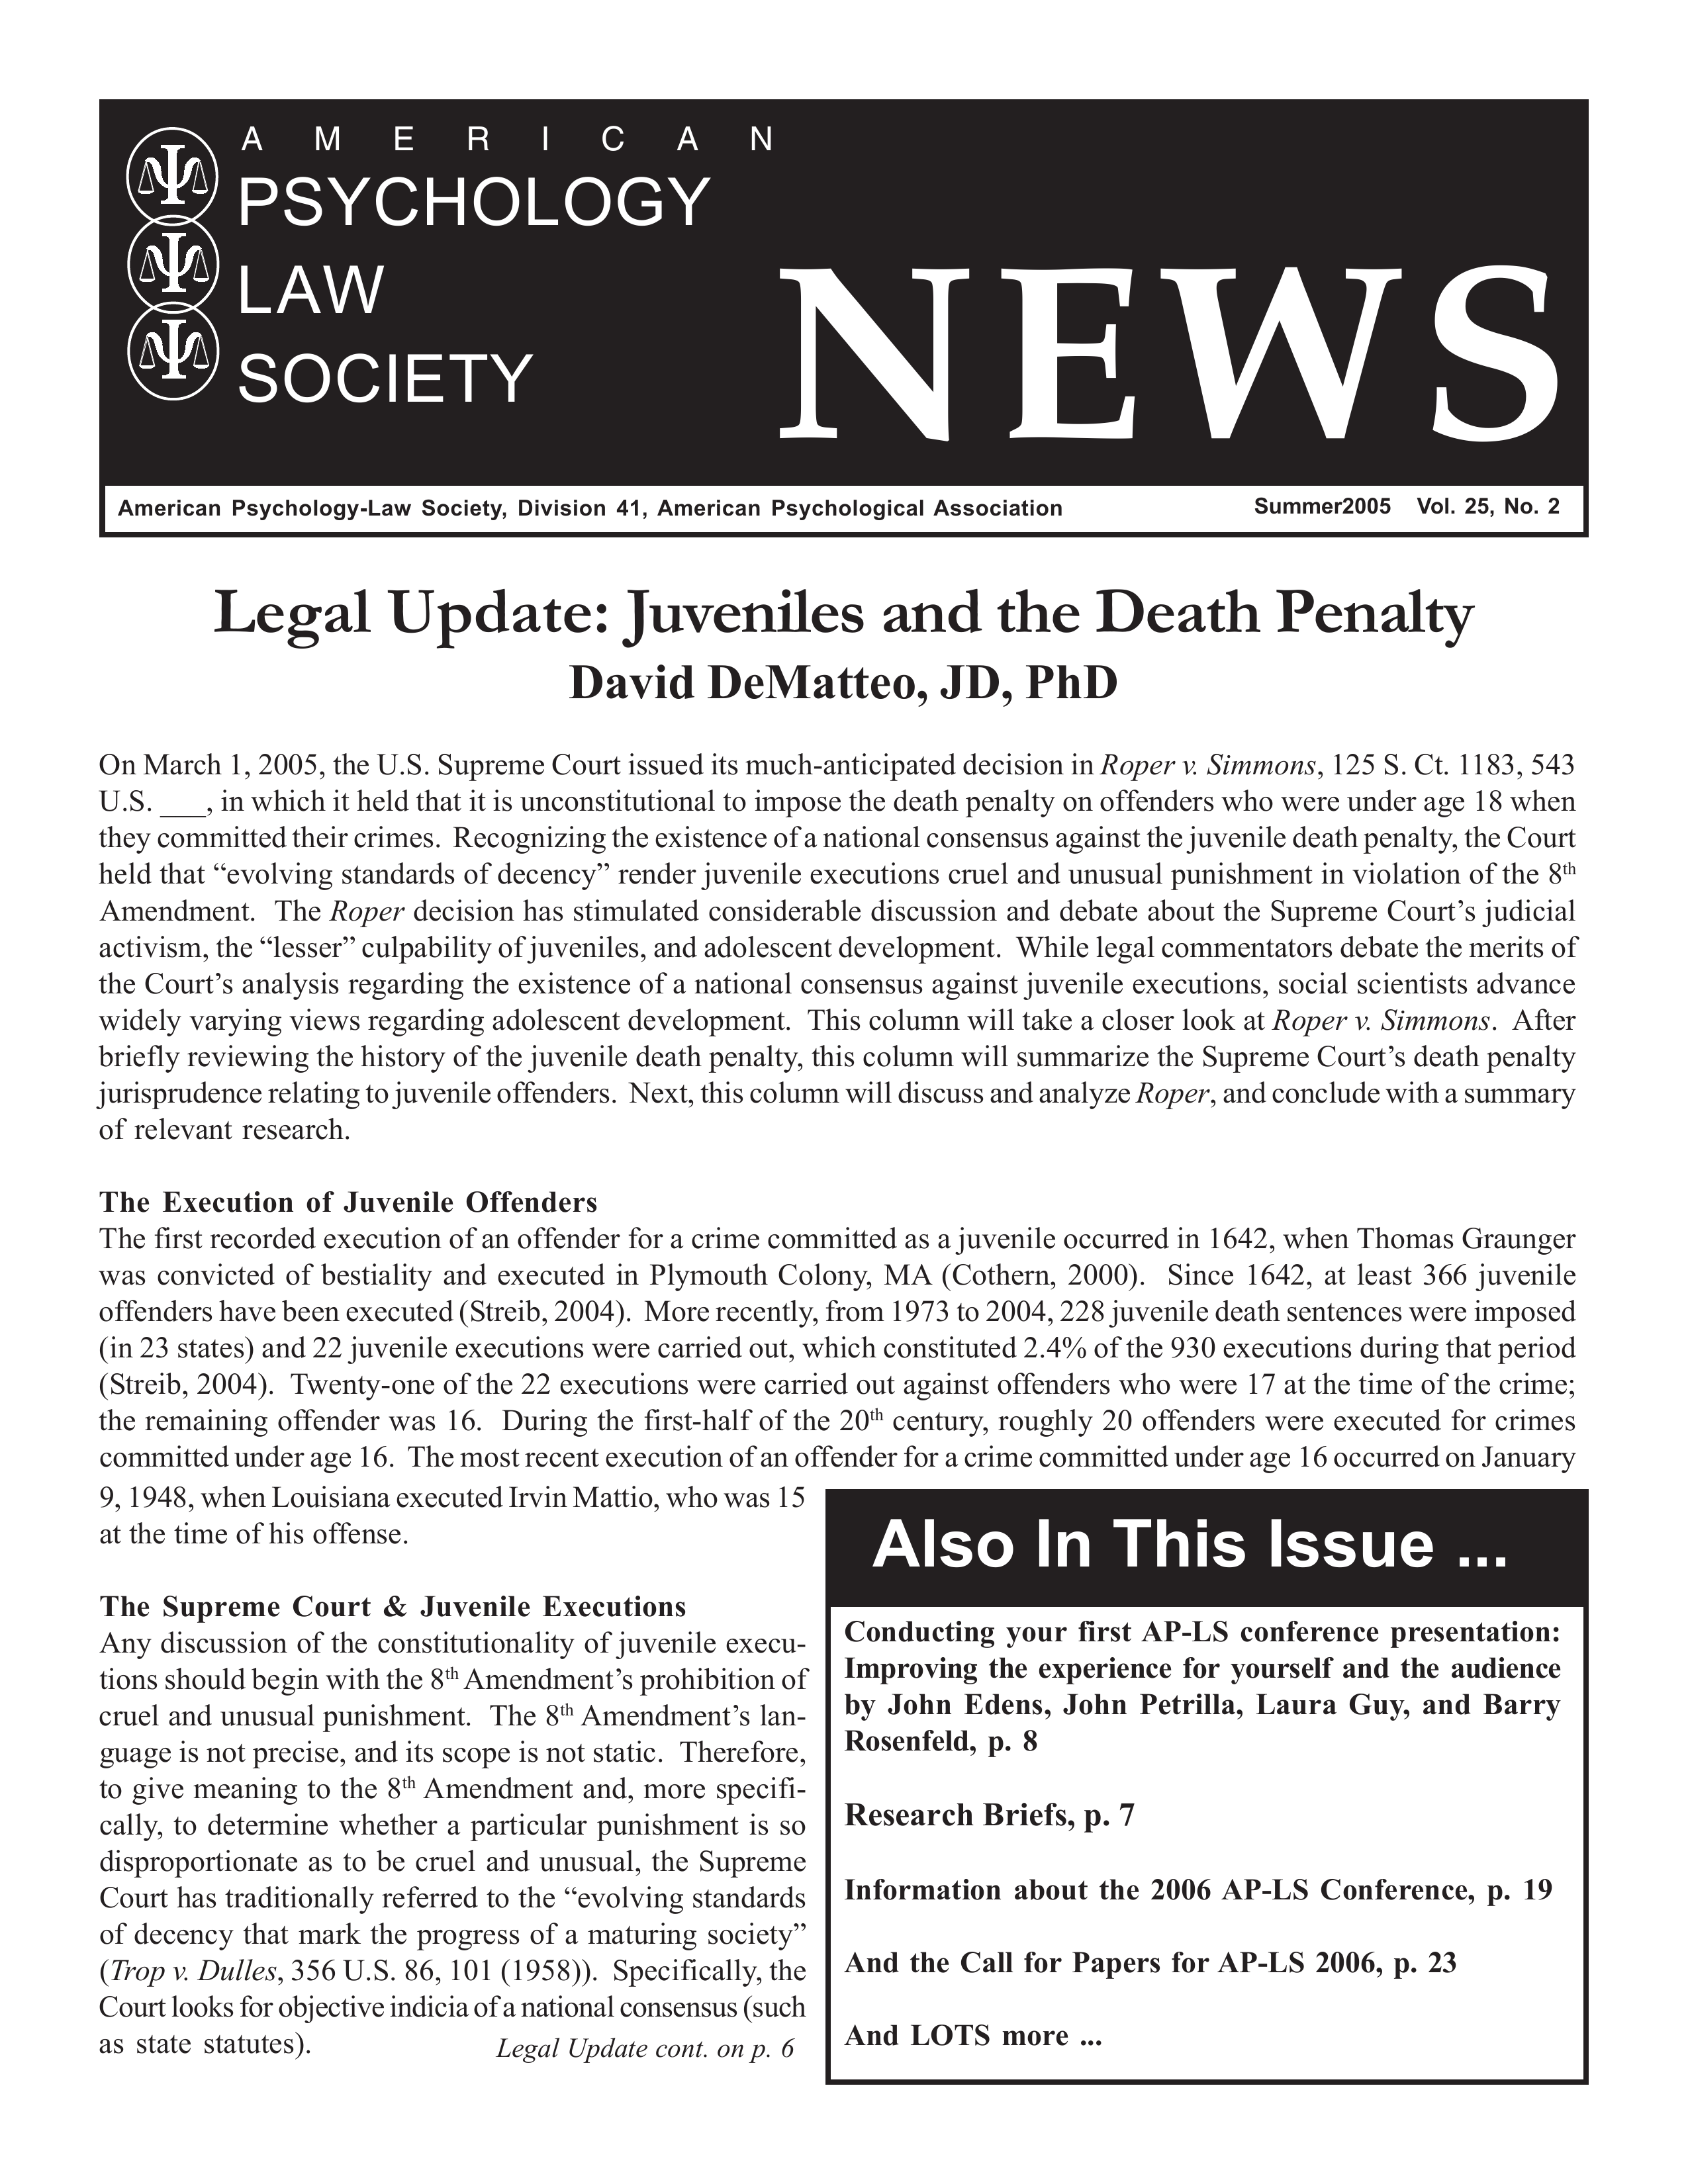 A M E R I C A N
PSYCHOLOGY
LAW
SOCIETY
NEWS
American Psychology-Law Society, Division 41, American Psychological Association Summer2005 Vol. 25, No. 2
Legal Update: Juveniles and the Death Penalty
David DeMatteo, JD, PhD
On March 1, 2005, the U.S. Supreme Court issued its much-anticipated decision in Roper v. Simmons, 125 S. Ct. 1183, 543
U.S. ___, in which it held that it is unconstitutional to impose the death penalty on offenders who were under age 18 when
they committed their crimes. Recognizing the existence of a national consensus against the juvenile death penalty, the Court
held that “evolving standards of decency” render juvenile executions cruel and unusual punishment in violation of the 8th
Amendment. The Roper decision has stimulated considerable discussion and debate about the Supreme Court’s judicial
activism, the “lesser” culpability of juveniles, and adolescent development. While legal commentators debate the merits of
the Court’s analysis regarding the existence of a national consensus against juvenile executions, social scientists advance
widely varying views regarding adolescent development. This column will take a closer look at Roper v. Simmons. After
briefly reviewing the history of the juvenile death penalty, this column will summarize the Supreme Court’s death penalty
jurisprudence relating to juvenile offenders. Next, this column will discuss and analyze Roper, and conclude with a summary
of relevant research.
The Execution of Juvenile Offenders
The first recorded execution of an offender for a crime committed as a juvenile occurred in 1642, when Thomas Graunger
was convicted of bestiality and executed in Plymouth Colony, MA (Cothern, 2000). Since 1642, at least 366 juvenile
offenders have been executed (Streib, 2004). More recently, from 1973 to 2004, 228 juvenile death sentences were imposed
(in 23 states) and 22 juvenile executions were carried out, which constituted 2.4% of the 930 executions during that period
(Streib, 2004). Twenty-one of the 22 executions were carried out against offenders who were 17 at the time of the crime;
the remaining offender was 16. During the first-half of the 20th century, roughly 20 offenders were executed for crimes
committed under age 16. The most recent execution of an offender for a crime committed under age 16 occurred on January
9, 1948, when Louisiana executed Irvin Mattio, who was 15
at the time of his offense.
The Supreme Court & Juvenile Executions
Any discussion of the constitutionality of juvenile execu-
tions should begin with the 8th Amendment’s prohibition of
cruel and unusual punishment. The 8th Amendment’s lan-
guage is not precise, and its scope is not static. Therefore,
to give meaning to the 8th Amendment and, more specifi-
cally, to determine whether a particular punishment is so
disproportionate as to be cruel and unusual, the Supreme
Court has traditionally referred to the “evolving standards
of decency that mark the progress of a maturing society”
(Trop v. Dulles, 356 U.S. 86, 101 (1958)). Specifically, the
Court looks for objective indicia of a national consensus (such
as state statutes).
Legal Update cont. on p. 6
Also In This Issue ...
Conducting your first AP-LS conference presentation:
Improving the experience for yourself and the audience
by John Edens, John Petrilla, Laura Guy, and Barry
Rosenfeld, p. 8
Research Briefs, p. 7
Information about the 2006 AP-LS Conference, p. 19
And the Call for Papers for AP-LS 2006, p. 23
And LOTS more ...